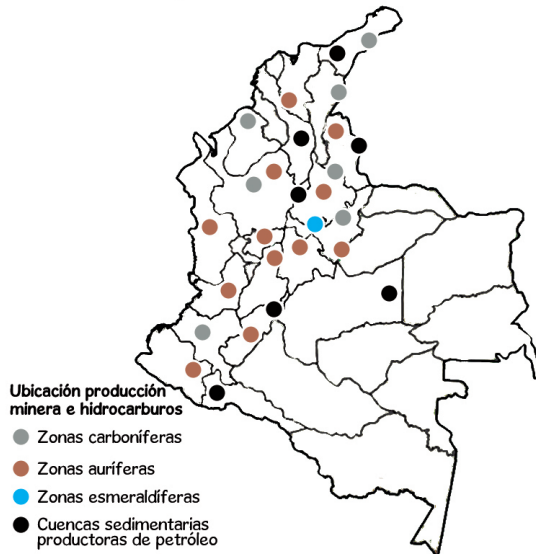 Ubicación producción
minera e hidrocarburos
Zonas carboníferas
Zonas auríferas
Zonas esmeraldíferas
Cuencas sedimentarias
productoras de petróleo